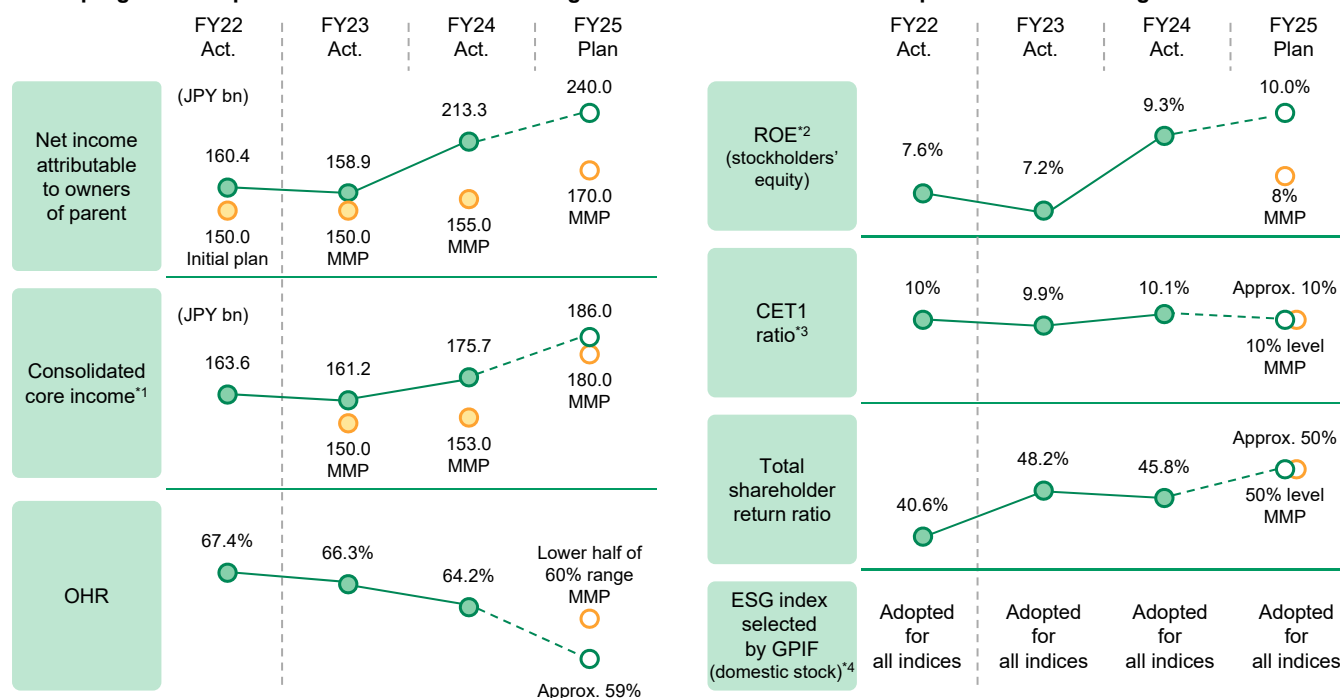 FY22
Act.
FY23
Act.
FY24
Act.
FY25
Plan
Net income
attributable
to owners
of parent
(JPY bn)
160.4
158.9
213.3
240.0
150.0
Initial plan
150.0
MMP
155.0
MMP
170.0
MMP
Consolidated
core income*1
(JPY bn)
163.6
161.2
175.7
186.0
150.0
MMP
153.0
MMP
180.0
MMP
OHR
67.4%
66.3%
64.2%
Lower half of
60% range
MMP
Approx. 59%
FY22
Act.
FY23
Act.
FY24
Act.
FY25
Plan
ROE*2
(stockholders'
equity)
7.6%
7.2%
9.3%
10.0%
8%
MMP
CET1
ratio*3
10%
9.9%
10.1%
Approx. 10%
10% level
MMP
Total
shareholder
return ratio
40.6%
48.2%
45.8%
Approx. 50%
50% level
MMP
ESG index
selected
by GPIF
(domestic stock)*4
Adopted
for
all indices
Adopted
for
all indices
Adopted
for
all indices
Adopted
for
all indices